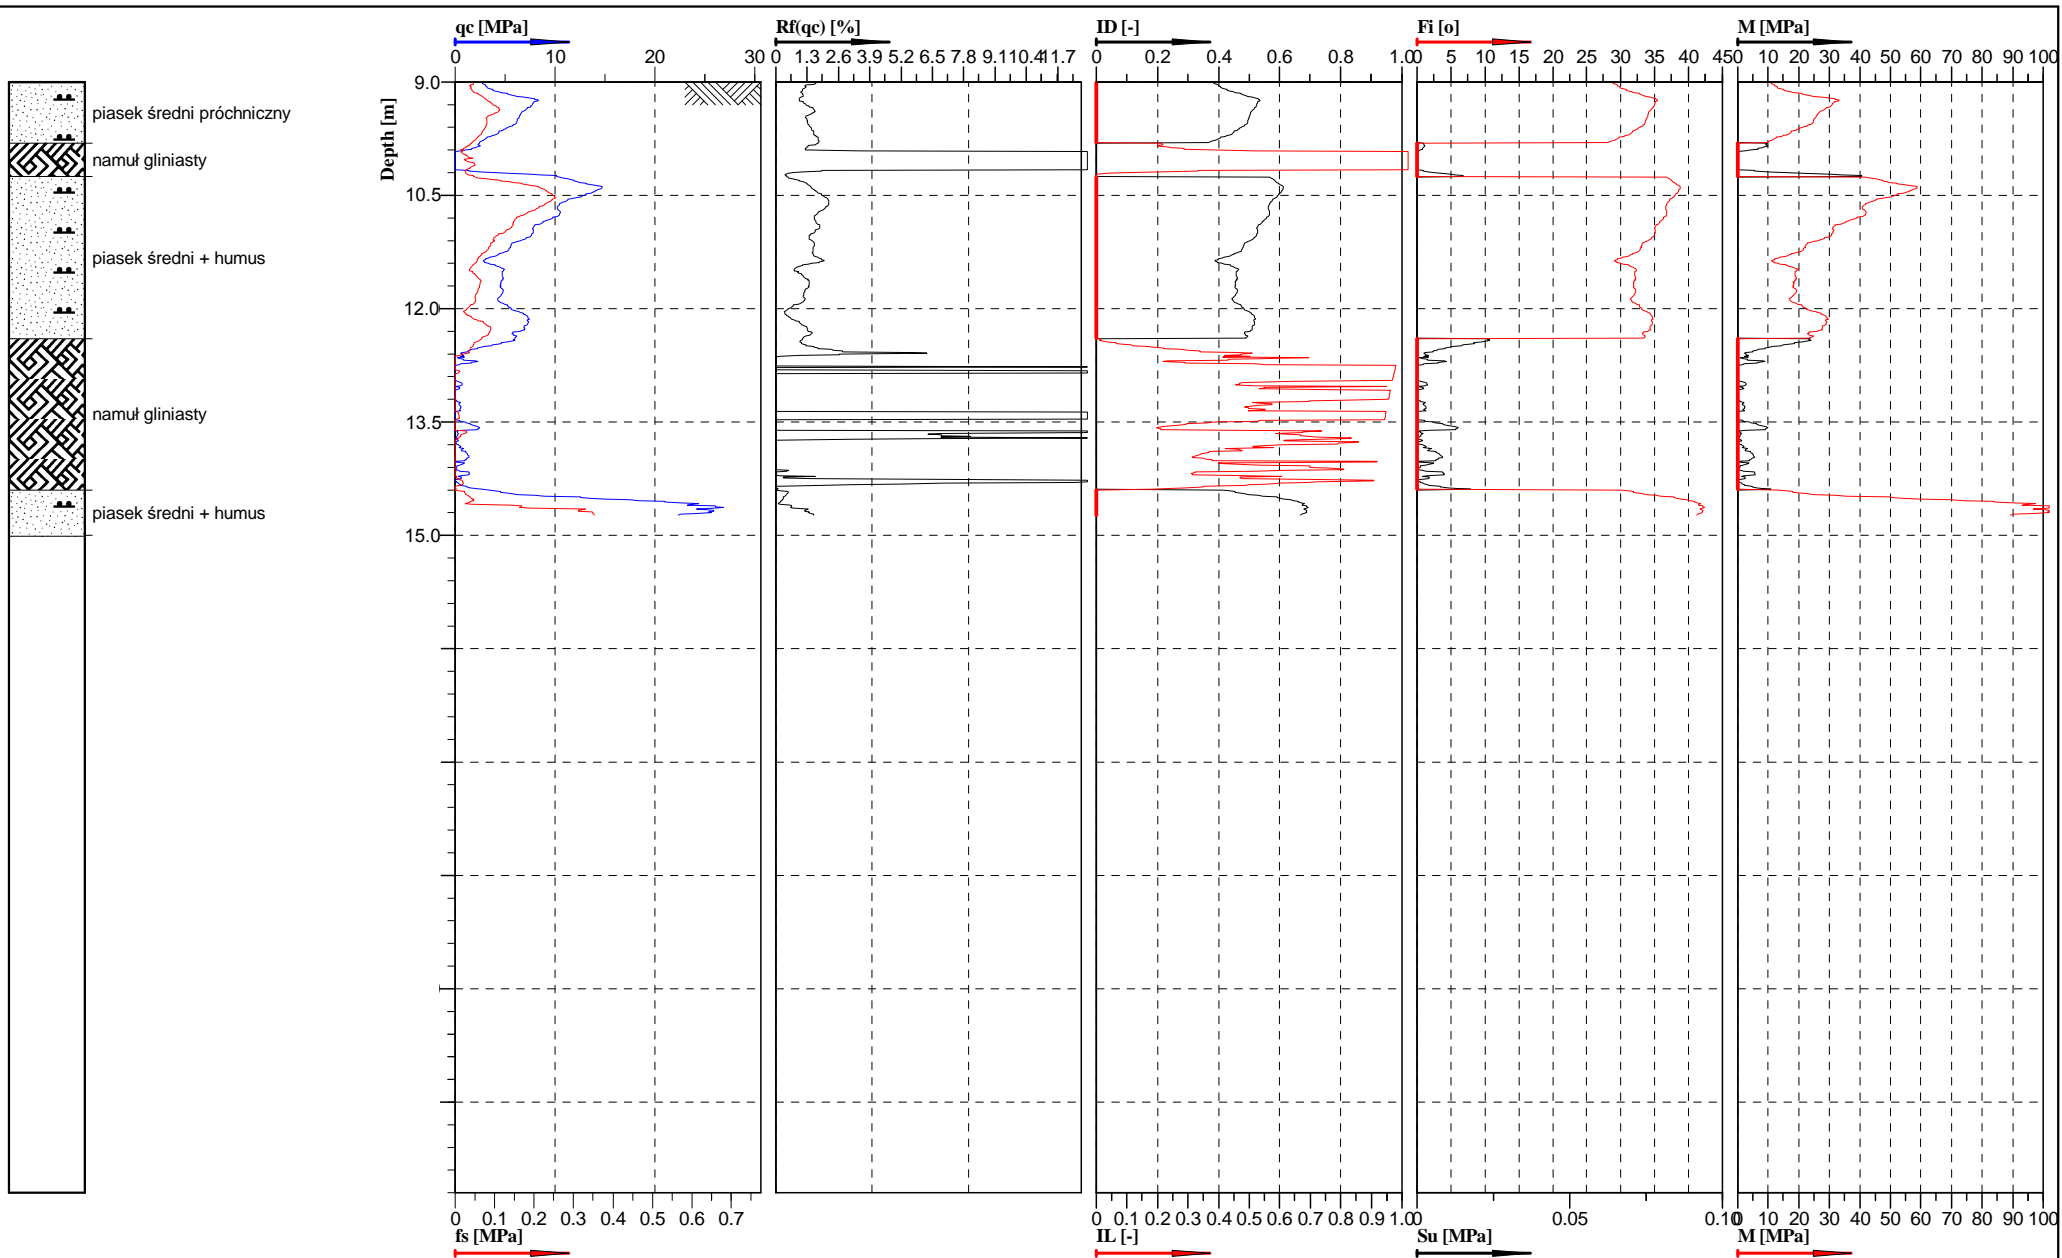 qc [MPa] Rf(qc) [%] ID [-] Fi [o] M [MPa]
0 10 20 30 0 1.3 2.6 3.9 5.2 6.5 7.8 9.1 10.4 11.7 0 0.2 0.4 0.6 0.8 1.0 0 5 10 15 20 25 30 35 40 45 0 10 20 30 40 50 60 70 80 90 100
Depth [m]
9.0
piasek średni próchniczny
namuł gliniasty
10.5
piasek średni + humus
12.0
namuł gliniasty
13.5
piasek średni + humus
15.0
0 0.1 0.2 0.3 0.4 0.5 0.6 0.7 0 0.1 0.2 0.3 0.4 0.5 0.6 0.7 0.8 0.9 1.0 0 0.05 0.10 0 10 20 30 40 50 60 70 80 90 100
fs [MPa] IL [-] Su [MPa] M [MPa]